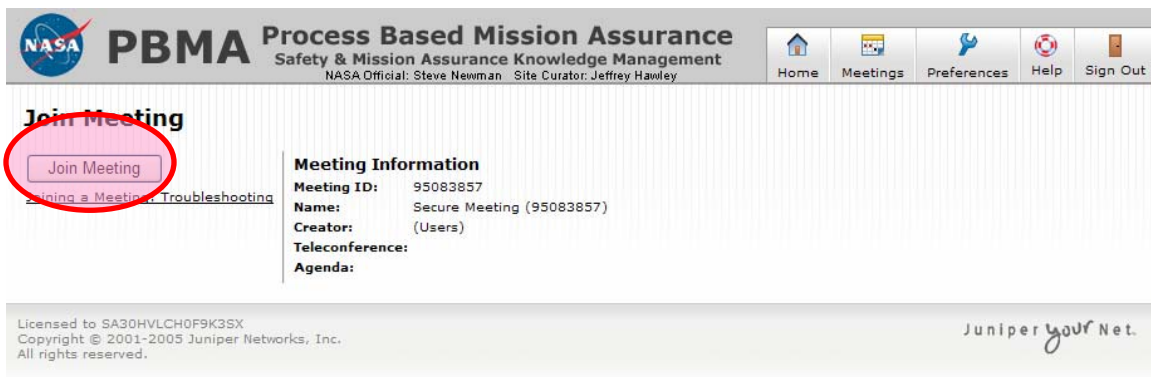 NASA
PBMA Process Based Mission Assurance
Safety & Mission Assurance Knowledge Management
NASA Official: Steve Newman Site Curator: Jeffrey Hawley
Home Meetings Preferences Help Sign Out
Join Meeting
Join Meeting
Joining a Meeting: Troubleshooting
Meeting Information
Meeting ID: 95083857
Name: Secure Meeting (95083857)
Creator: (Users)
Teleconference:
Agenda:
Licensed to SA30HVLCH0F9K3SX
Copyright © 2001-2005 Juniper Networks, Inc.
All rights reserved.
Juniper your Net.